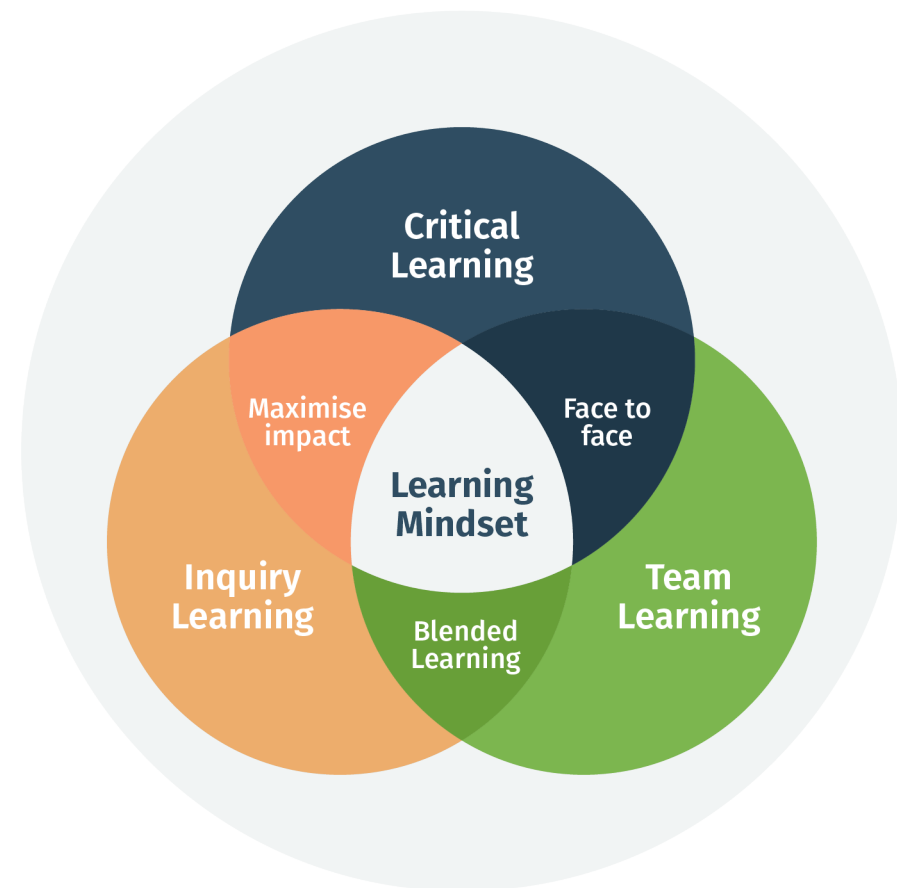 Critical
Learning
Maximise
impact
Face to
face
Learning
Mindset
Inquiry
Learning
Team
Learning
Blended
Learning